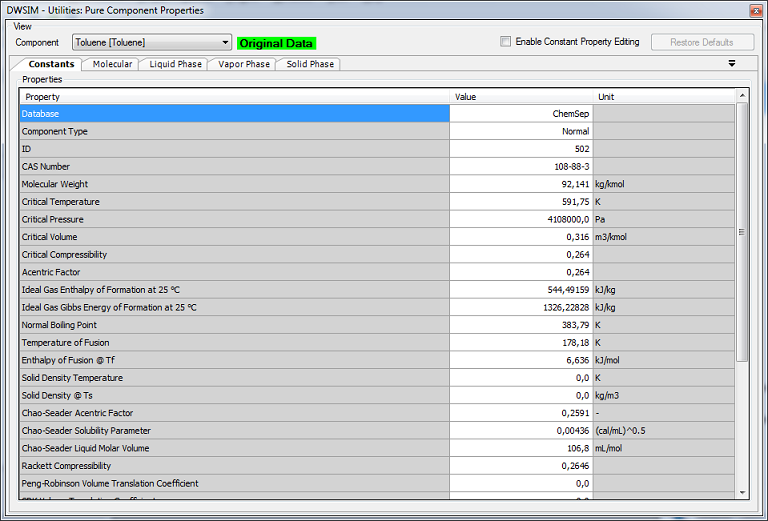 DWSIM - Utilities: Pure Component Properties
View
Component Toluene [Toluene] Original Data Enable Constant Property Editing Restore Defaults
Constants Molecular Liquid Phase Vapor Phase Solid Phase
Properties
Property Value Unit
Database ChemSep
Component Type Normal
ID 502
CAS Number 108-88-3
Molecular Weight 92,141 kg/kmol
Critical Temperature 591,75 K
Critical Pressure 4108000,0 Pa
Critical Volume 0,316 m3/kmol
Critical Compressibility 0,264
Acentric Factor 0,264
Ideal Gas Enthalpy of Formation at 25 ºC 544,49159 kJ/kg
Ideal Gas Gibbs Energy of Formation at 25 ºC 1326,22828 kJ/kg
Normal Boiling Point 383,79 K
Temperature of Fusion 178,18 K
Enthalpy of Fusion @ Tf 6,636 kJ/mol
Solid Density Temperature 0,0 K
Solid Density @ Ts 0,0 kg/m3
Chao-Seader Acentric Factor 0,2591 -
Chao-Seader Solubility Parameter 0,00436 (cal/mL)^0.5
Chao-Seader Liquid Molar Volume 106,8 mL/mol
Rackett Compressibility 0,2646
Peng-Robinson Volume Translation Coefficient 0,0